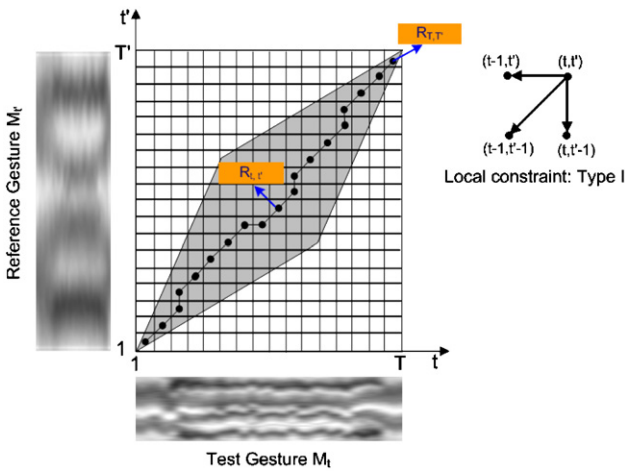 t'
R_{T,T'}
T'
(t-1,t')
(t,t')
(t-1,t'-1)
(t,t'-1)
Local constraint: Type I
R_{t, t'}
Reference Gesture M_{t'}
1
1
T
t
Test Gesture M_t